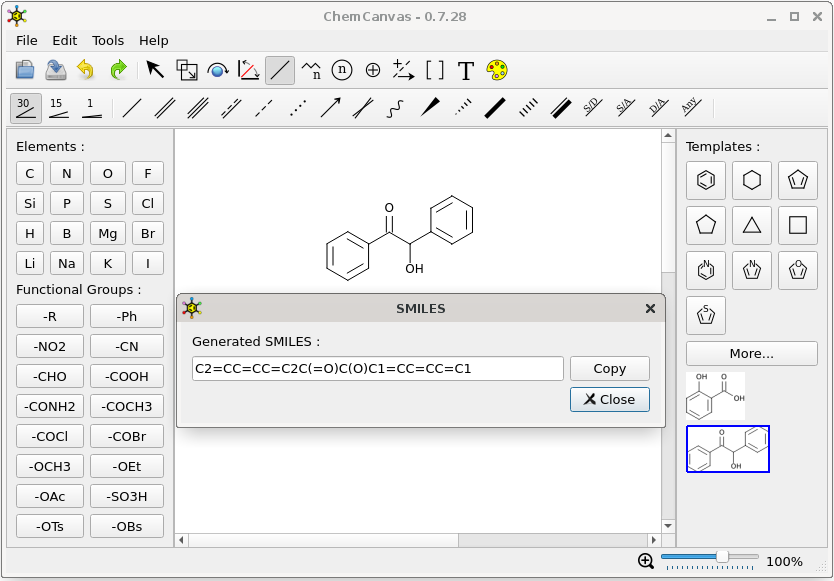 ChemCanvas - 0.7.28
File Edit Tools Help
n n T
30 15 1 S/D S/A D/A Any
Elements :
C N O F
Si P S Cl
H B Mg Br
Li Na K I
Functional Groups :
-R -Ph
-NO2 -CN
-CHO -COOH
-CONH2 -COCH3
-COCl -COBr
-OCH3 -OEt
-OAc -SO3H
-OTs -OBs
O
OH
SMILES
Generated SMILES :
C2=CC=CC=C2C(=O)C(O)C1=CC=CC=C1
Copy
Close
Templates :
N N O
S
More...
OH O
OH
O
OH
100%